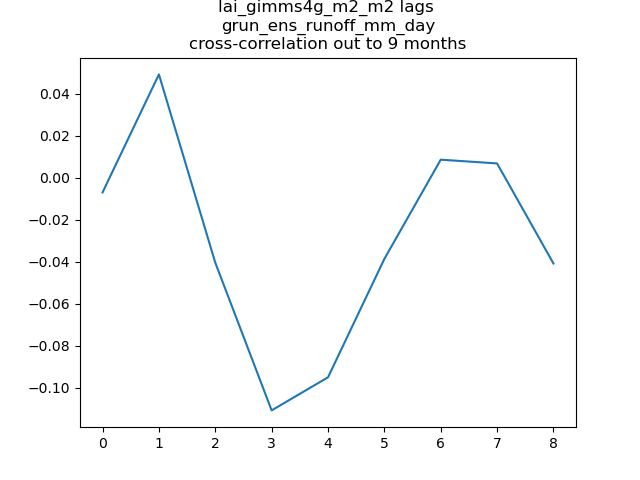 lai_gimms4g_m2_m2 lags
grun_ens_runoff_mm_day
cross-correlation out to 9 months
0.04
0.02
0.00
−0.02
−0.04
−0.06
−0.08
−0.10
0 1 2 3 4 5 6 7 8